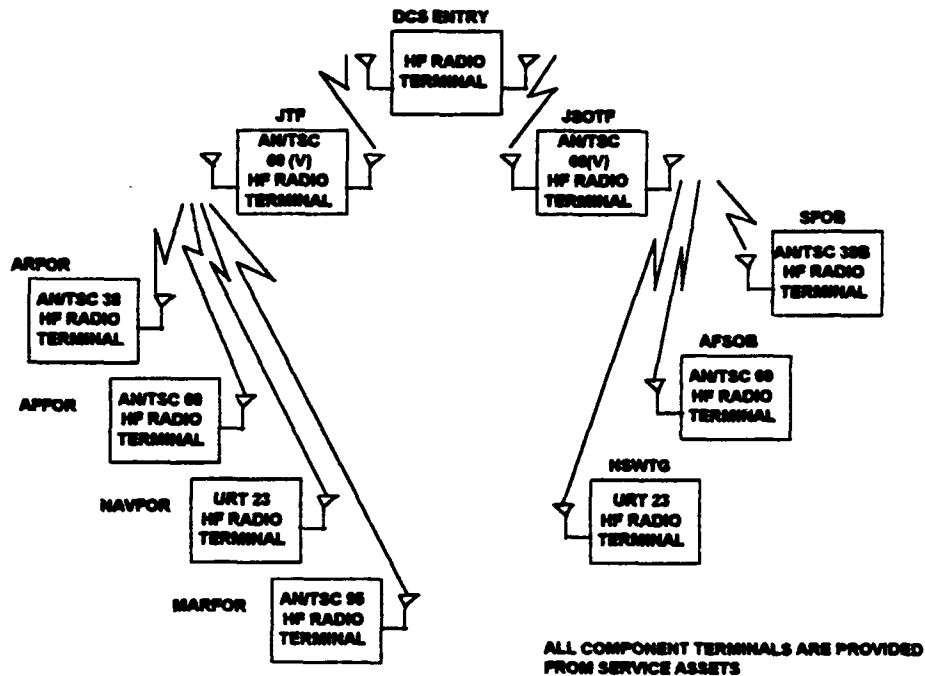 DCS ENTRY
HF RADIO
TERMINAL
JTF
AN/TSC
60 (V)
HF RADIO
TERMINAL
JSOTF
AN/TSC
60(V)
HF RADIO
TERMINAL
ARFOR
AN/TSC 38
HF RADIO
TERMINAL
AFFOR
AN/TSC 60
HF RADIO
TERMINAL
NAVFOR
URT 23
HF RADIO
TERMINAL
MARFOR
AN/TSC 95
HF RADIO
TERMINAL
SFOB
AN/TSC 38B
HF RADIO
TERMINAL
AFSOB
AN/TSC 60
HF RADIO
TERMINAL
NSWTG
URT 23
HF RADIO
TERMINAL
ALL COMPONENT TERMINALS ARE PROVIDED
FROM SERVICE ASSETS